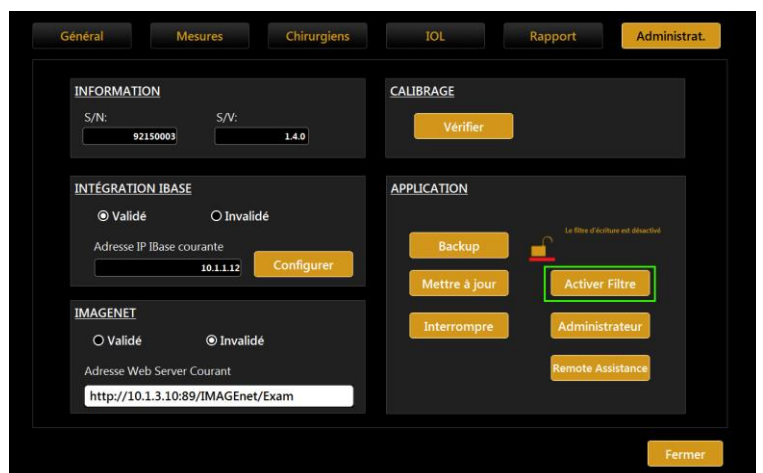 Général Mesures Chirurgiens IOL Rapport Administrat.
INFORMATION
S/N: S/V:
92150003 1.4.0
CALIBRAGE
Vérifier
INTÉGRATION IBASE
Validé Invalidé
Adresse IP IBase courante
10.1.1.12 Configurer
IMAGENET
Validé Invalidé
Adresse Web Server Courant
http://10.1.3.10:89/IMAGEnet/Exam
APPLICATION
Le filtre d'écriture est désactivé
Backup
Mettre à jour Activer Filtre
Interrompre Administrateur
Remote Assistance
Fermer